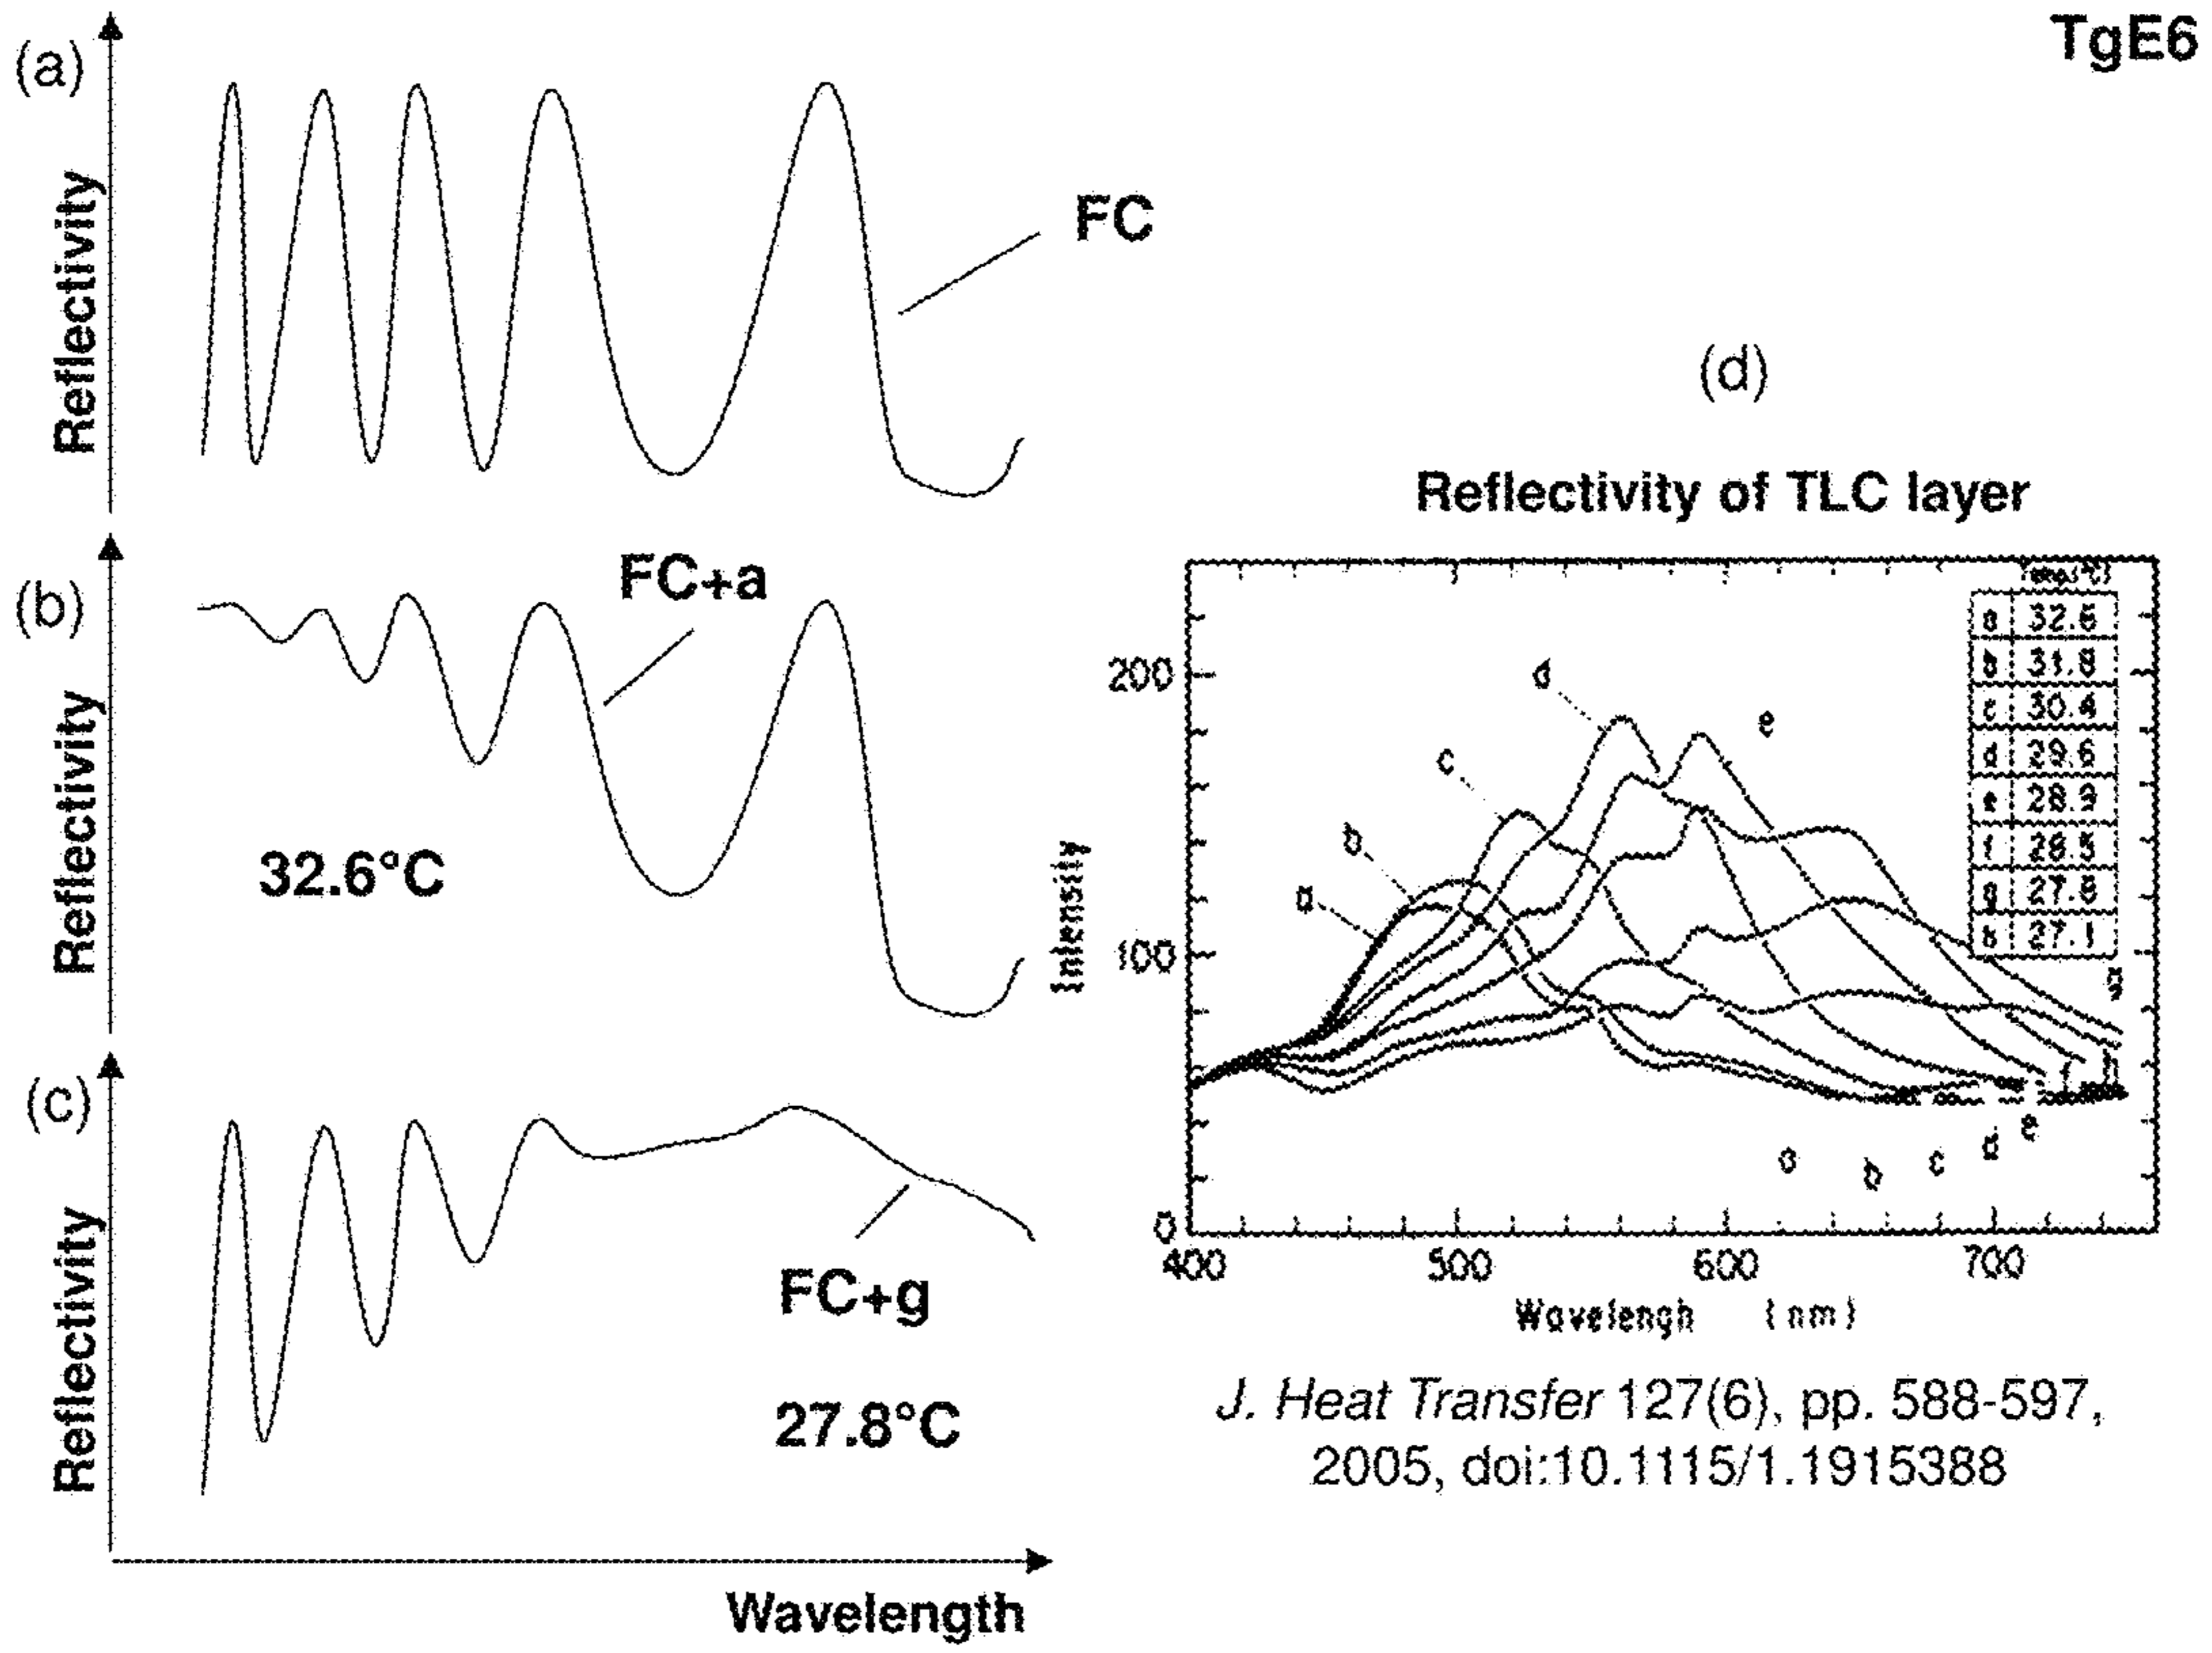 TgE6
(a)
Reflectivity
FC
(b)
Reflectivity
FC+a
32.6°C
(c)
Reflectivity
FC+g
27.8°C
Wavelength
(d)
Reflectivity of TLC layer
a 32.6
b 31.8
c 30.4
d 29.6
e 28.9
f 28.5
g 27.8
27.1
200
100
0
Intensity
d
e
c
b
a
g
b
c
d
e
400 500 600 700
Wavelengh (nm)
J. Heat Transfer 127(6), pp. 588-597,
2005, doi:10.1115/1.1915388